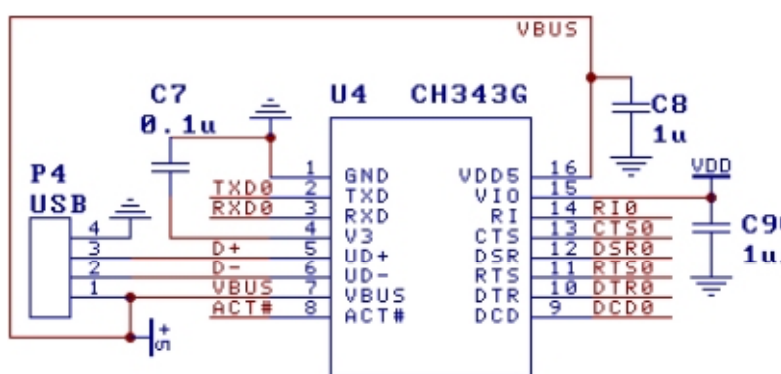 VBUS
C7
0.1u
U4 CH343G
C8
1u
P4
USB
VDD
1 GND VDD5 16
TXD0 2 TXD VIO 15
RXD0 3 RXD RI 14 RI0
4 V3 CTS 13 CTS0
4
3 D+ 5 UD+ DSR 12 DSR0
2 D- 6 UD- RTS 11 RTS0
1 VBUS 7 VBUS DTR 10 DTR0
ACT# 8 ACT# DCD 9 DCD0
+5
1u